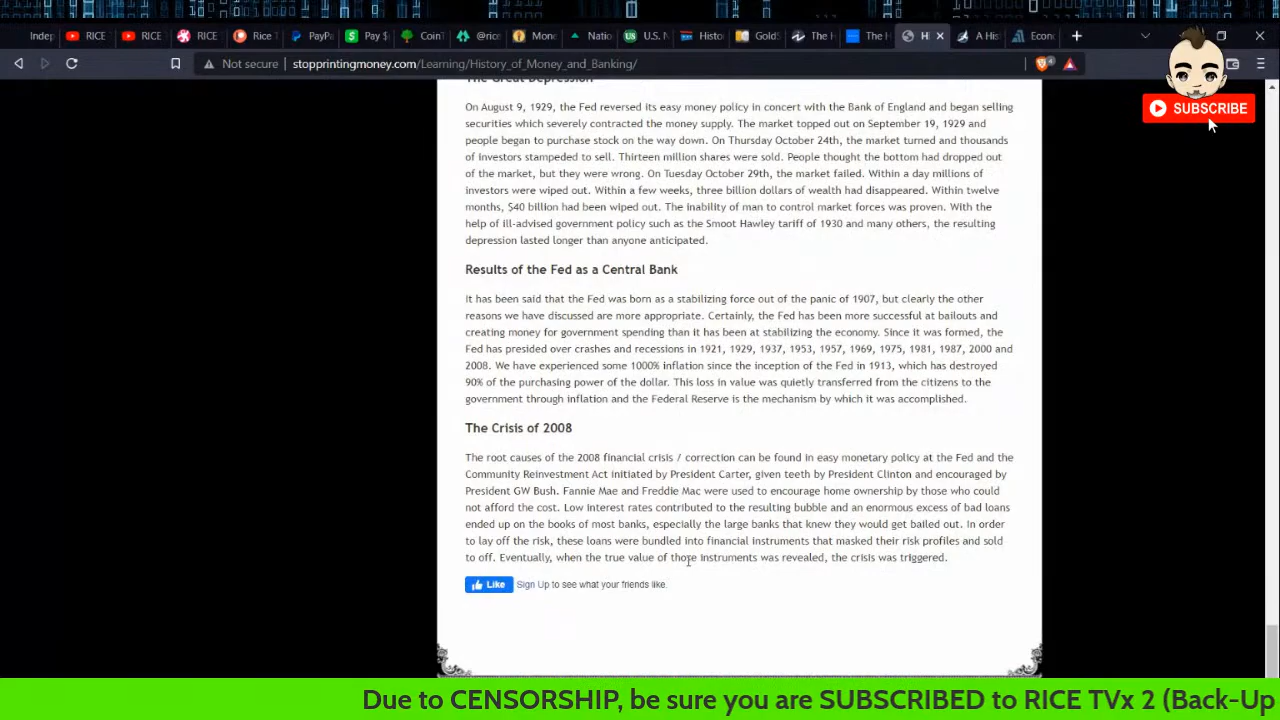 Indep
RICE
RICE
RICE
Rice T
PayPa
Pay $
CoinT
@rice
Mone
Natio
U.S. N
Histo
GoldS
The H
The H
Hi
A His
Econo
Not secure
stopprintingmoney.com/Learning/History_of_Money_and_Banking/
SUBSCRIBE
The Great Depression
On August 9, 1929, the Fed reversed its easy money policy in concert with the Bank of England and began selling
securities which severely contracted the money supply. The market topped out on September 19, 1929 and
people began to purchase stock on the way down. On Thursday October 24th, the market turned and thousands
of investors stampeded to sell. Thirteen million shares were sold. People thought the bottom had dropped out
of the market, but they were wrong. On Tuesday October 29th, the market failed. Within a day millions of
investors were wiped out. Within a few weeks, three billion dollars of wealth had disappeared. Within twelve
months, $40 billion had been wiped out. The inability of man to control market forces was proven. With the
help of ill-advised government policy such as the Smoot Hawley tariff of 1930 and many others, the resulting
depression lasted longer than anyone anticipated.
Results of the Fed as a Central Bank
It has been said that the Fed was born as a stabilizing force out of the panic of 1907, but clearly the other
reasons we have discussed are more appropriate. Certainly, the Fed has been more successful at bailouts and
creating money for government spending than it has been at stabilizing the economy. Since it was formed, the
Fed has presided over crashes and recessions in 1921, 1929, 1937, 1953, 1957, 1969, 1975, 1981, 1987, 2000 and
2008. We have experienced some 1000% inflation since the inception of the Fed in 1913, which has destroyed
90% of the purchasing power of the dollar. This loss in value was quietly transferred from the citizens to the
government through inflation and the Federal Reserve is the mechanism by which it was accomplished.
The Crisis of 2008
The root causes of the 2008 financial crisis / correction can be found in easy monetary policy at the Fed and the
Community Reinvestment Act initiated by President Carter, given teeth by President Clinton and encouraged by
President GW Bush. Fannie Mae and Freddie Mac were used to encourage home ownership by those who could
not afford the cost. Low interest rates contributed to the resulting bubble and an enormous excess of bad loans
ended up on the books of most banks, especially the large banks that knew they would get bailed out. In order
to lay off the risk, these loans were bundled into financial instruments that masked their risk profiles and sold
to off. Eventually, when the true value of those instruments was revealed, the crisis was triggered.
Like Sign Up to see what your friends like.
Due to CENSORSHIP, be sure you are SUBSCRIBED to RICE TVx 2 (Back-Up